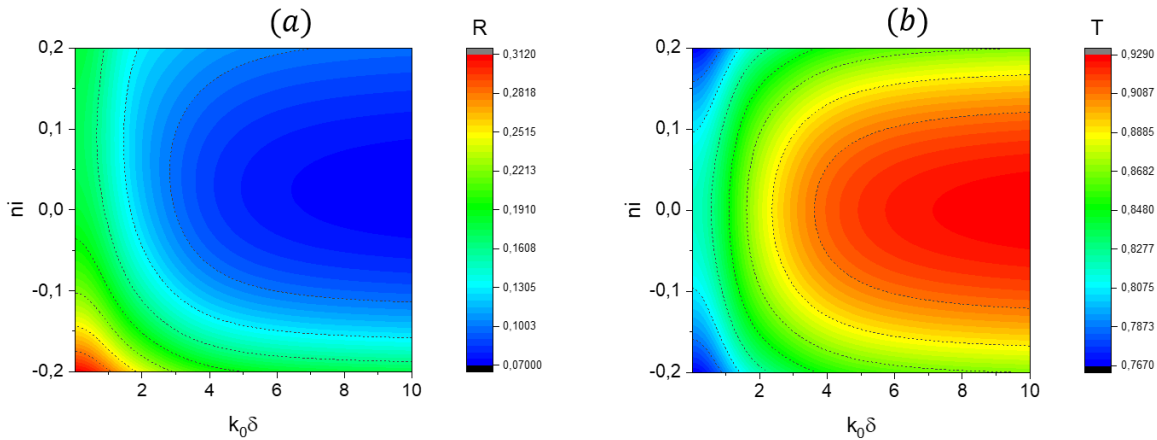 (a)
R
0,2
0,1
0,0
-0,1
-0,2
ni
0 2 4 6 8 10
k₀δ
0,3120
0,2818
0,2515
0,2213
0,1910
0,1608
0,1305
0,1003
0,07000
(b)
T
0,2
0,1
0,0
-0,1
-0,2
ni
2 4 6 8 10
k₀δ
0,9290
0,9087
0,8885
0,8682
0,8480
0,8277
0,8075
0,7873
0,7670